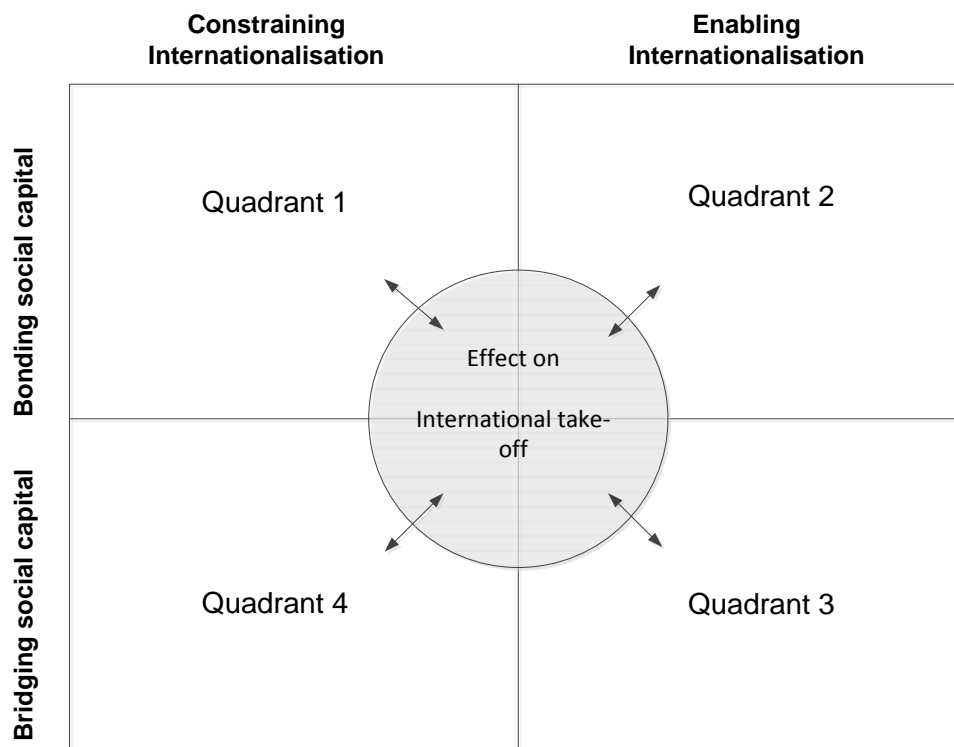 Constraining
Internationalisation
Enabling
Internationalisation
Bonding social capital
Quadrant 1
Quadrant 2
Effect on
International take-
off
Bridging social capital
Quadrant 4
Quadrant 3